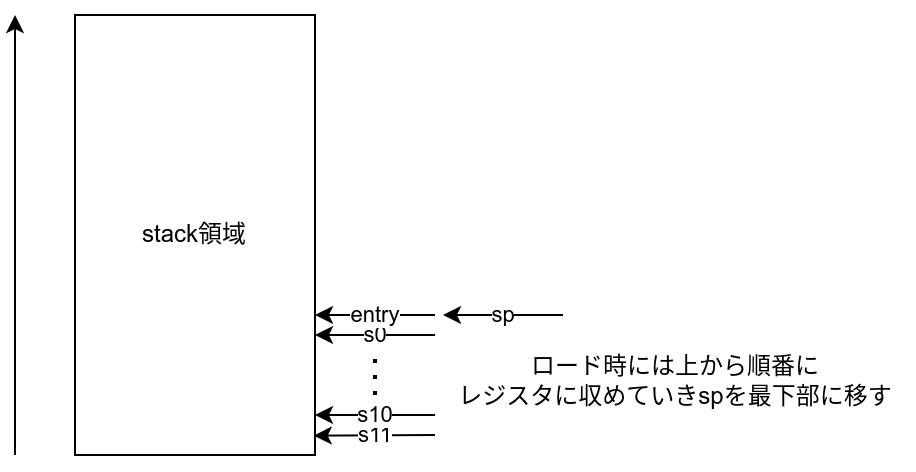 stack領域
entry
sp
s0
ロード時には上から順番に
レジスタに収めていきspを最下部に移す
s10
s11